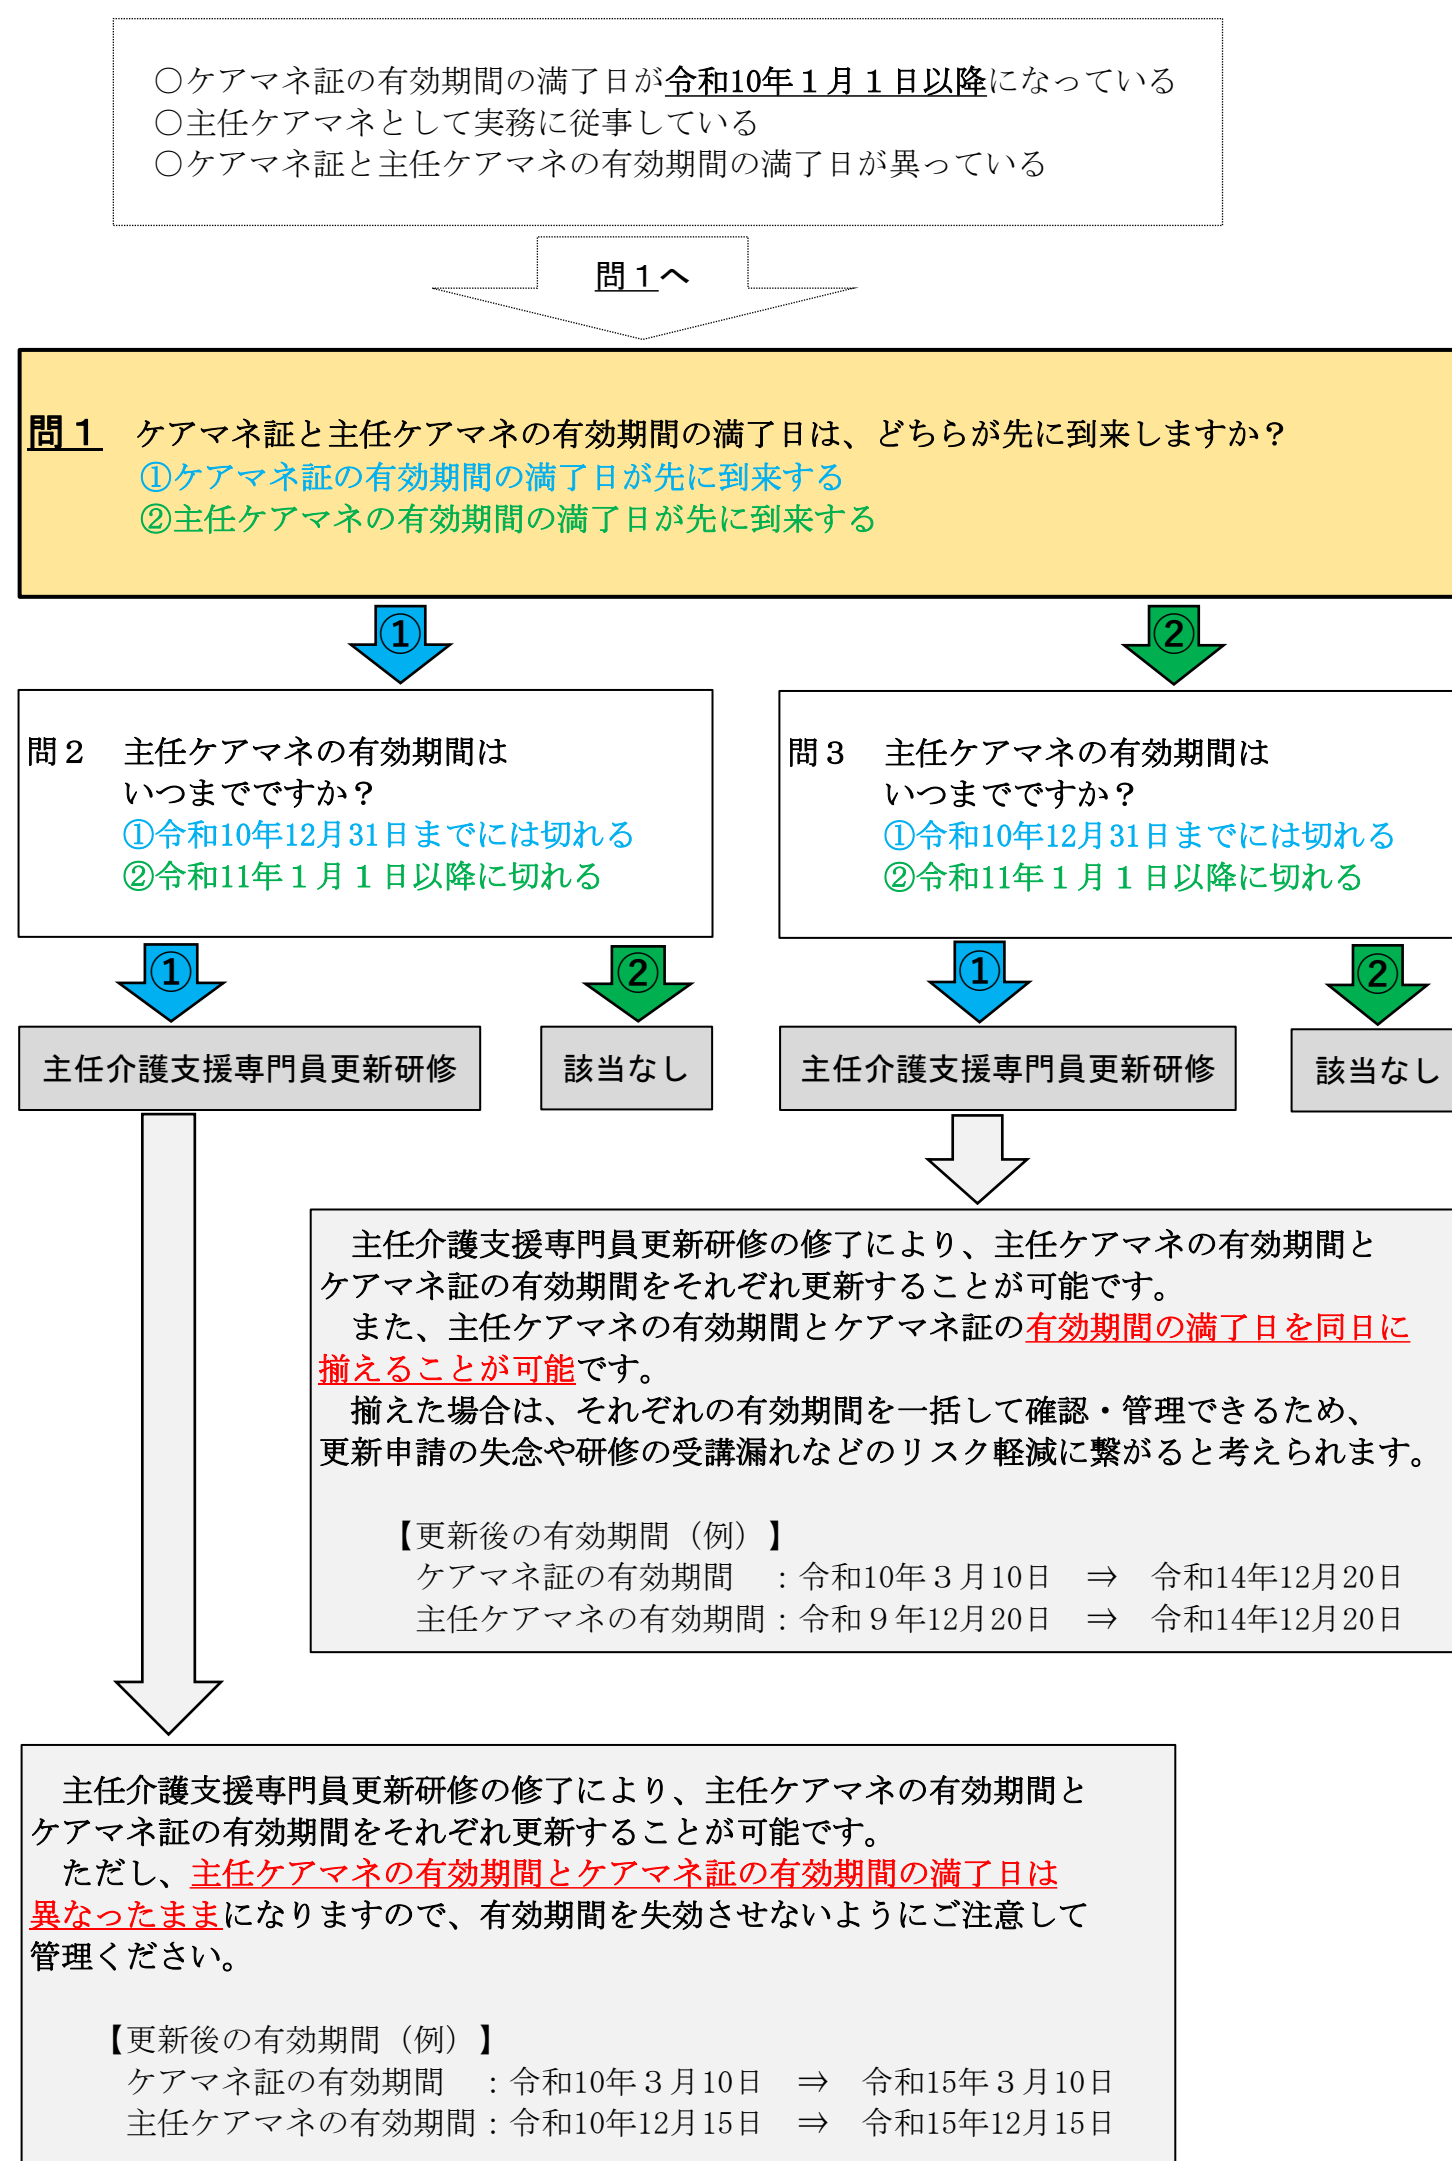 ○ケアマネ証の有効期間の満了日が令和10年１月１日以降になっている
○主任ケアマネとして実務に従事している
○ケアマネ証と主任ケアマネの有効期間の満了日が異っている
問１へ
問１　ケアマネ証と主任ケアマネの有効期間の満了日は、どちらが先に到来しますか？
①ケアマネ証の有効期間の満了日が先に到来する
②主任ケアマネの有効期間の満了日が先に到来する
①
②
問２　主任ケアマネの有効期間は
いつまでですか？
①令和10年12月31日までには切れる
②令和11年１月１日以降に切れる
問３　主任ケアマネの有効期間は
いつまでですか？
①令和10年12月31日までには切れる
②令和11年１月１日以降に切れる
①
②
①
②
主任介護支援専門員更新研修
該当なし
主任介護支援専門員更新研修
該当なし
主任介護支援専門員更新研修の修了により、主任ケアマネの有効期間と
ケアマネ証の有効期間をそれぞれ更新することが可能です。
また、主任ケアマネの有効期間とケアマネ証の有効期間の満了日を同日に
揃えることが可能です。
揃えた場合は、それぞれの有効期間を一括して確認・管理できるため、
更新申請の失念や研修の受講漏れなどのリスク軽減に繋がると考えられます。
【更新後の有効期間（例）】
ケアマネ証の有効期間　：令和10年３月10日　⇒　令和14年12月20日
主任ケアマネの有効期間：令和９年12月20日　⇒　令和14年12月20日
主任介護支援専門員更新研修の修了により、主任ケアマネの有効期間と
ケアマネ証の有効期間をそれぞれ更新することが可能です。
ただし、主任ケアマネの有効期間とケアマネ証の有効期間の満了日は
異なったままになりますので、有効期間を失効させないようにご注意して
管理ください。
【更新後の有効期間（例）】
ケアマネ証の有効期間　：令和10年３月10日　⇒　令和15年３月10日
主任ケアマネの有効期間：令和10年12月15日　⇒　令和15年12月15日